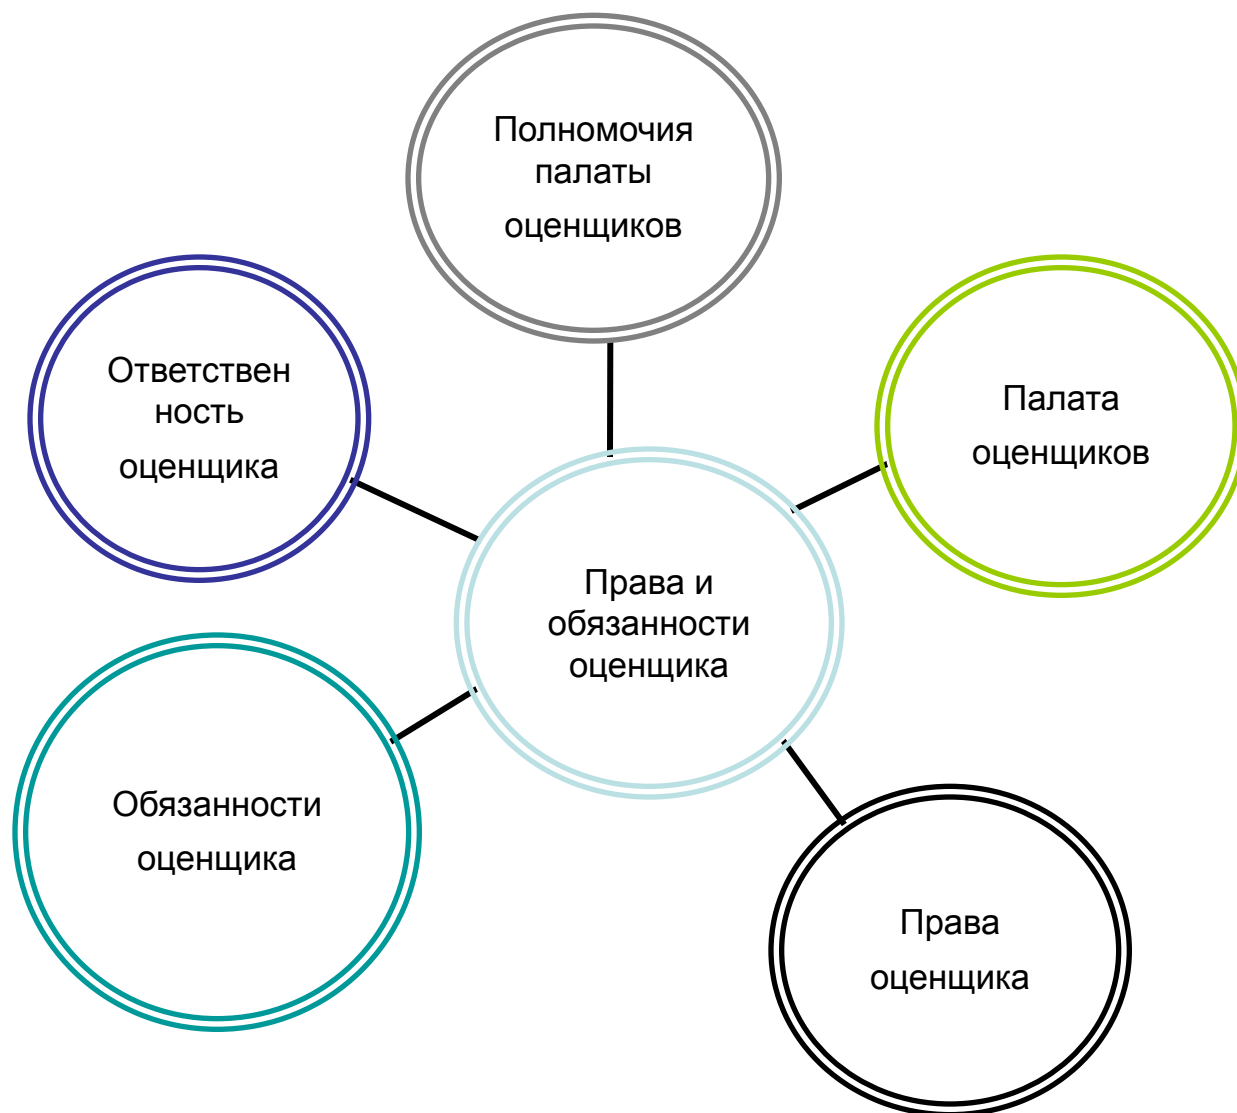 Полномочия
палаты
оценщиков
Ответствен
ность
оценщика
Палата
оценщиков
Права и
обязанности
оценщика
Обязанности
оценщика
Права
оценщика